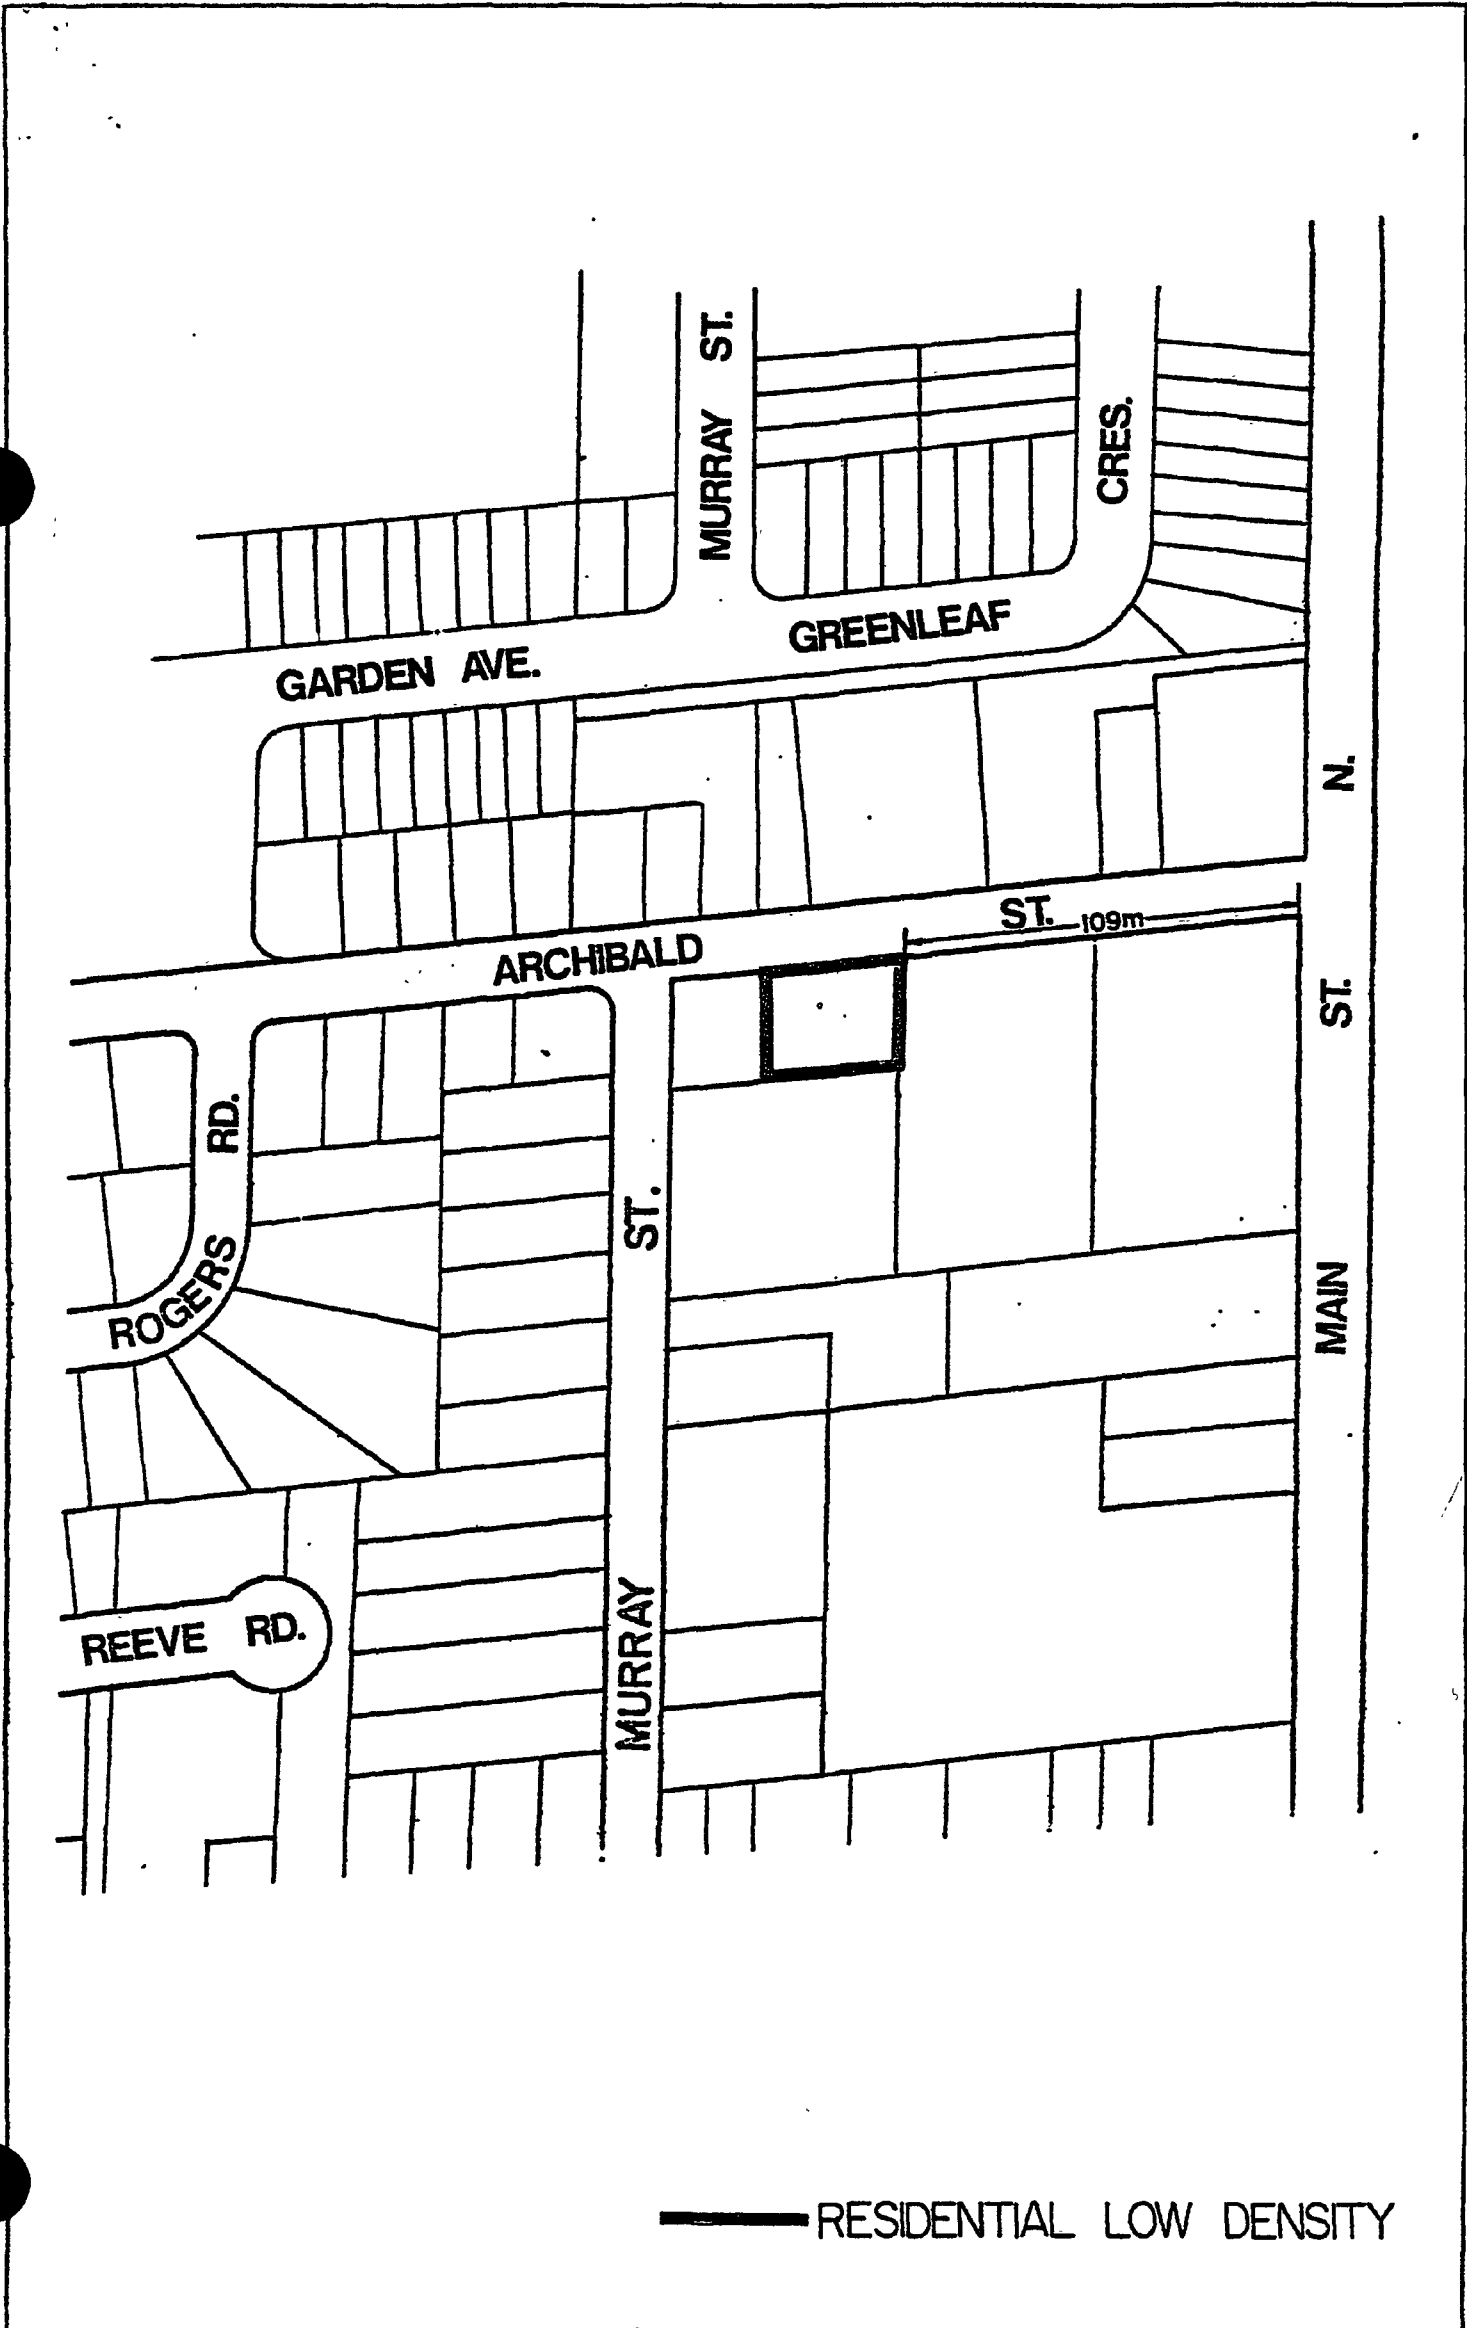 MURRAY ST.
CRES.
GREENLEAF
GARDEN AVE.
N.
ST. 109m
ARCHIBALD
ST.
RD.
ST.
ROGERS
MAIN
REEVE RD.
MURRAY
RESIDENTIAL LOW DENSITY